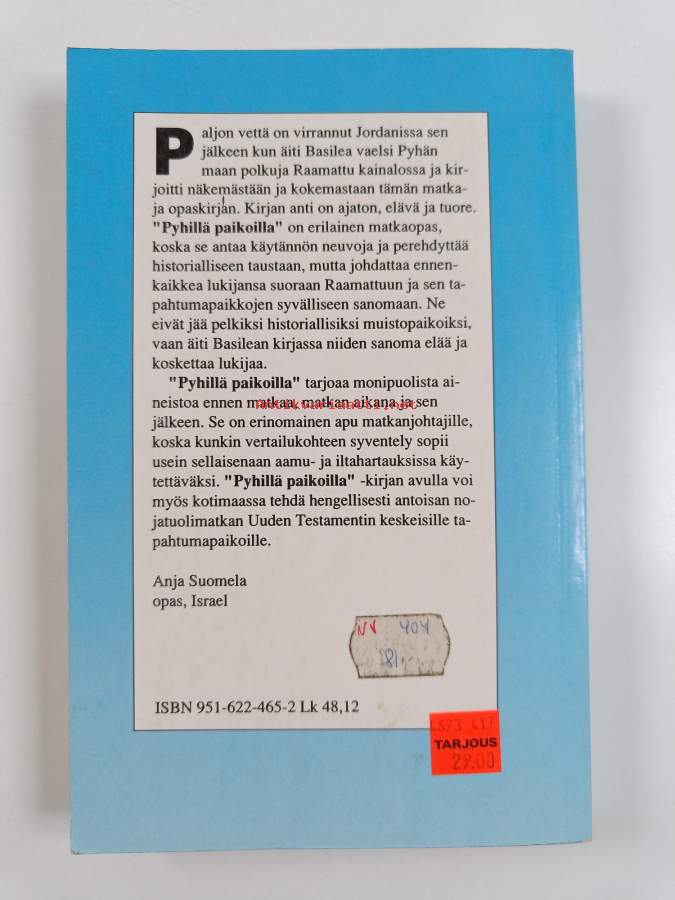 Paljon vettä on virrannut Jordanissa sen
jälkeen kun äiti Basilea vaelsi Pyhän
maan polkuja Raamattu kainalossa ja kir-
joitti näkemästään ja kokemastaan tämän matka-
ja opaskirjan. Kirjan anti on ajaton, elävä ja tuore.
"Pyhillä paikoilla" on erilainen matkaopas,
koska se antaa käytännön neuvoja ja perehdyttää
historialliseen taustaan, mutta johdattaa ennen-
kaikkea lukijansa suoraan Raamattuun ja sen ta-
pahtumapaikkojen syvälliseen sanomaan. Ne
eivät jää pelkiksi historiallisiksi muistopaikoiksi,
vaan äiti Basilean kirjassa niiden sanoma elää ja
koskettaa lukijaa.
"Pyhillä paikoilla" tarjoaa monipuolista ai-
neistoa ennen matkaa, matkan aikana ja sen
Antikvariaatti.net
jälkeen. Se on erinomainen apu matkanjohtajille,
koska kunkin vertailukohteen syventely sopii
usein sellaisenaan aamu- ja iltahartauksissa käy-
tettäväksi. "Pyhillä paikoilla" -kirjan avulla voi
myös kotimaassa tehdä hengellisesti antoisan no-
jatuolimatkan Uuden Testamentin keskeisille ta-
pahtumapaikoille.
Anja Suomela
opas, Israel
NV 404
81,-
ISBN 951-622-465-2 Lk 48,12
4693 417
TARJOUS
29.00